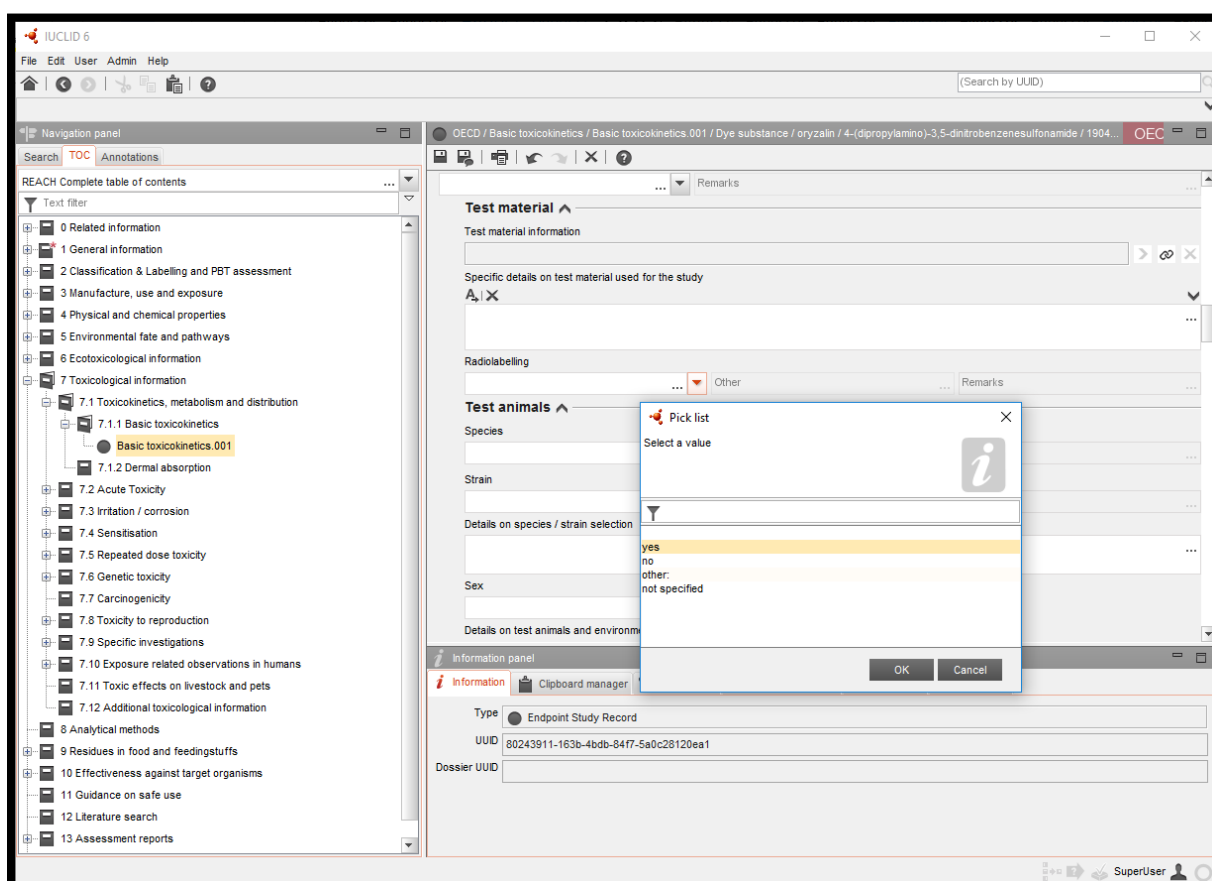 IUCLID 6
File Edit User Admin Help
(Search by UUID)
Navigation panel
Search TOC Annotations
REACH Complete table of contents ...
Text filter
0 Related information
1 General information
2 Classification & Labelling and PBT assessment
3 Manufacture, use and exposure
4 Physical and chemical properties
5 Environmental fate and pathways
6 Ecotoxicological information
7 Toxicological information
7.1 Toxicokinetics, metabolism and distribution
7.1.1 Basic toxicokinetics
Basic toxicokinetics.001
7.1.2 Dermal absorption
7.2 Acute Toxicity
7.3 Irritation / corrosion
7.4 Sensitisation
7.5 Repeated dose toxicity
7.6 Genetic toxicity
7.7 Carcinogenicity
7.8 Toxicity to reproduction
7.9 Specific investigations
7.10 Exposure related observations in humans
7.11 Toxic effects on livestock and pets
7.12 Additional toxicological information
8 Analytical methods
9 Residues in food and feedingstuffs
10 Effectiveness against target organisms
11 Guidance on safe use
12 Literature search
13 Assessment reports
OECD / Basic toxicokinetics / Basic toxicokinetics.001 / Dye substance / oryzalin / 4-(dipropylamino)-3,5-dinitrobenzenesulfonamide / 1904... OEC
... Remarks ...
Test material
Test material information
Specific details on test material used for the study
A
...
Radiolabelling
... Other ... Remarks ...
Test animals
Species
...
Strain
...
Details on species / strain selection
...
Sex
Details on test animals and environm
Pick list
Select a value
yes
no
other:
not specified
OK Cancel
Information panel
Information Clipboard manager
Type Endpoint Study Record
UUID 80243911-163b-4bdb-84f7-5a0c28120ea1
Dossier UUID
SuperUser